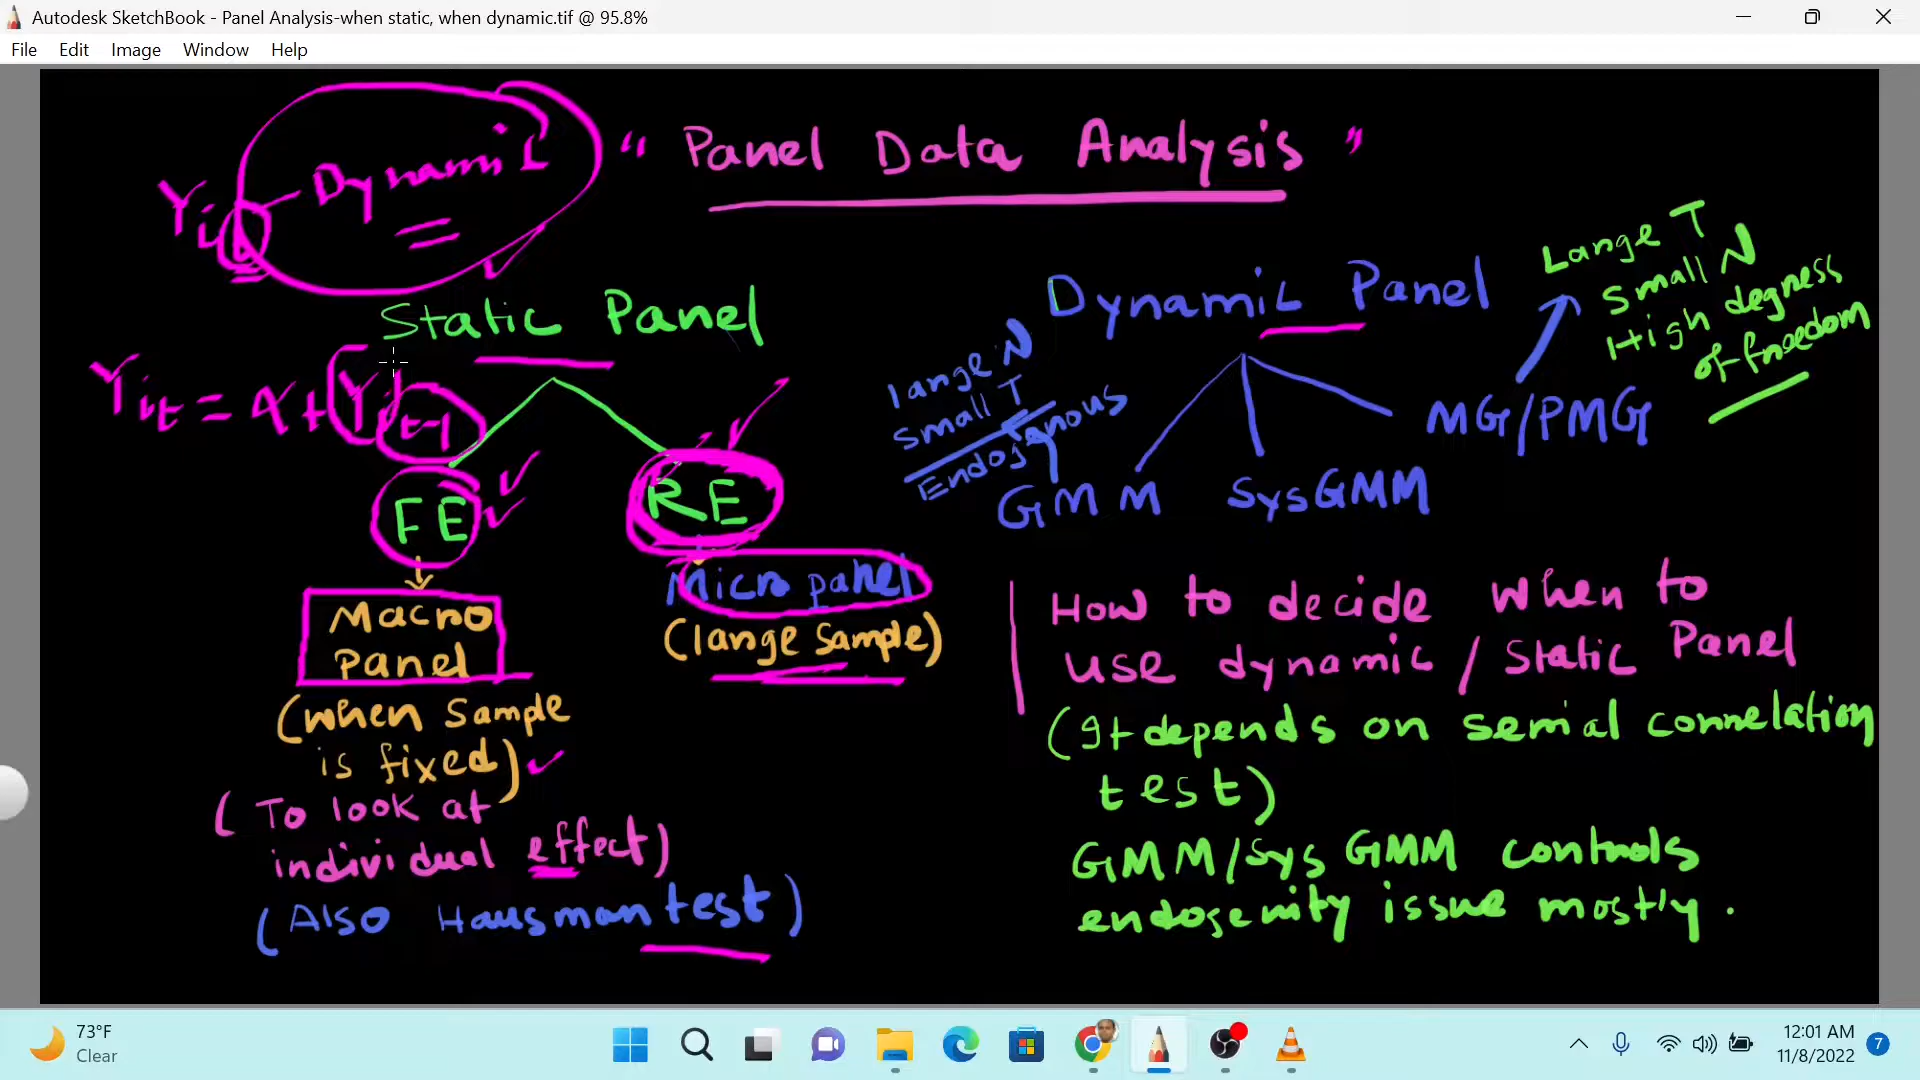 Autodesk SketchBook - Panel Analysis-when static, when dynamic.tif @ 95.8%
File Edit Image Window Help
Dynamic
Yit
" Panel Data Analysis "
Static Panel
Yit = α + Yit-1
FE
RE
Macro
Panel
(when sample
is fixed)
(To look at
individual effect)
(Also Hausman test)
Micro panel
(large sample)
Dynamic Panel
large N
small T
Endogenous
GMM
SysGMM
MG/PMG
Large T
Small N
High degrees
of freedom
How to decide when to
use dynamic / static Panel
(It depends on serial correlation
test)
GMM/Sys GMM controls
endogenity issue mostly.
73°F
Clear
12:01 AM
11/8/2022
7